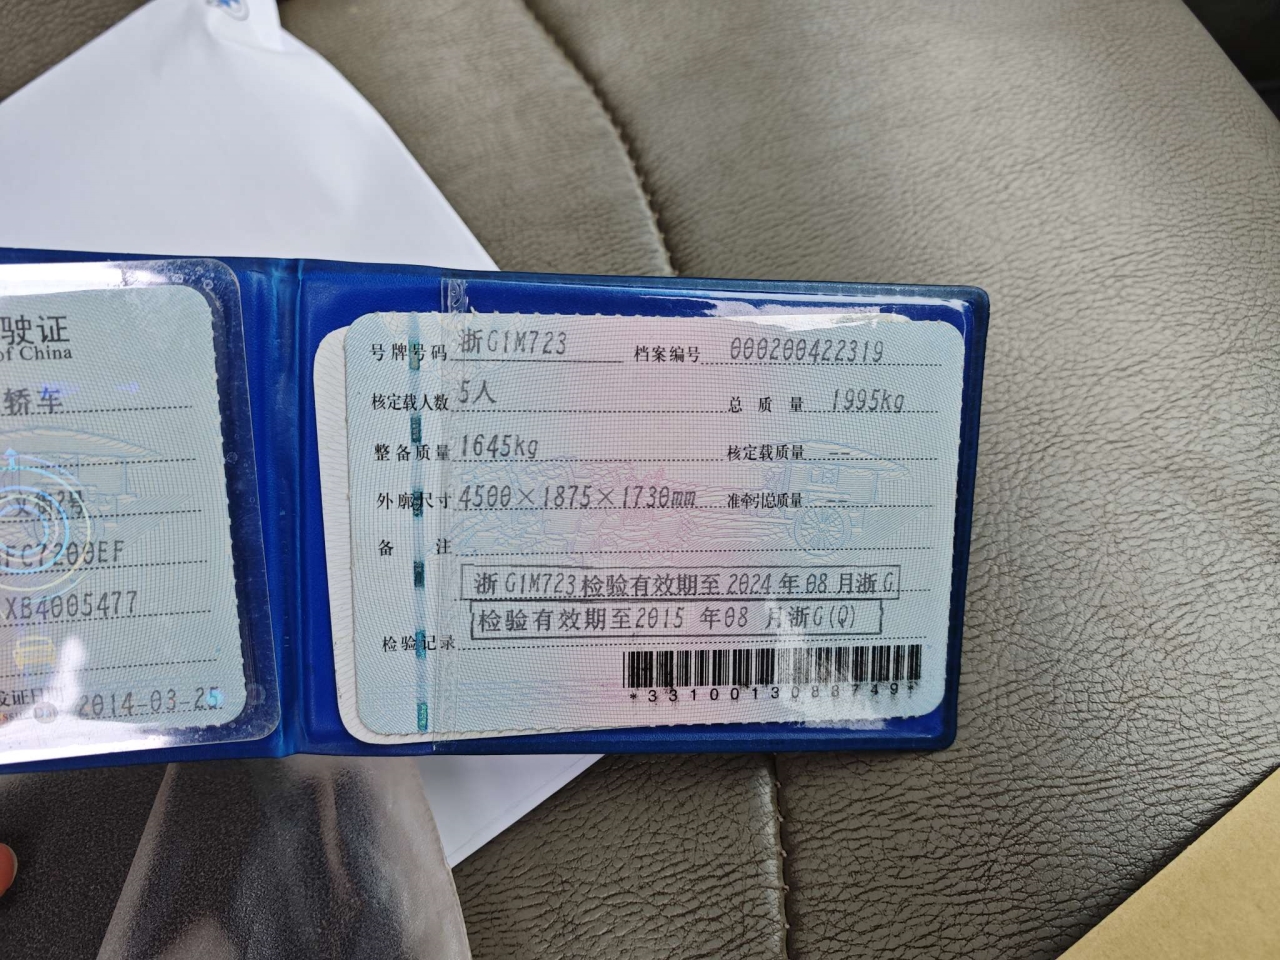 驶证
of China
轿车
号
FC7200EF
XB4005477
2014-03-25
号牌号码 浙G1M723 档案编号 000200422319
核定载人数 5人 总质量 1995kg
整备质量 1645kg 核定载质量 --
外廓尺寸 4500×1875×1730mm 准牵引总质量 --
备注
浙G1M723检验有效期至2024年08月浙G
检验有效期至2015年08月浙G(Q)
检验记录
*3310013088749*